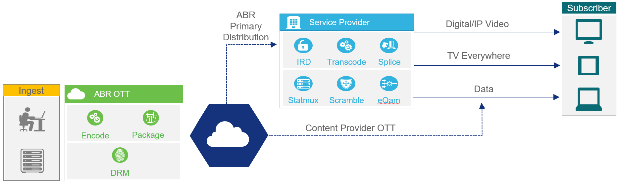 Ingest
ABR OTT
Encode
Package
DRM
ABR
Primary
Distribution
Service Provider
IRD
Transcode
Splice
Statmux
Scramble
eQam
Digital/IP Video
TV Everywhere
Data
Content Provider OTT
Subscriber